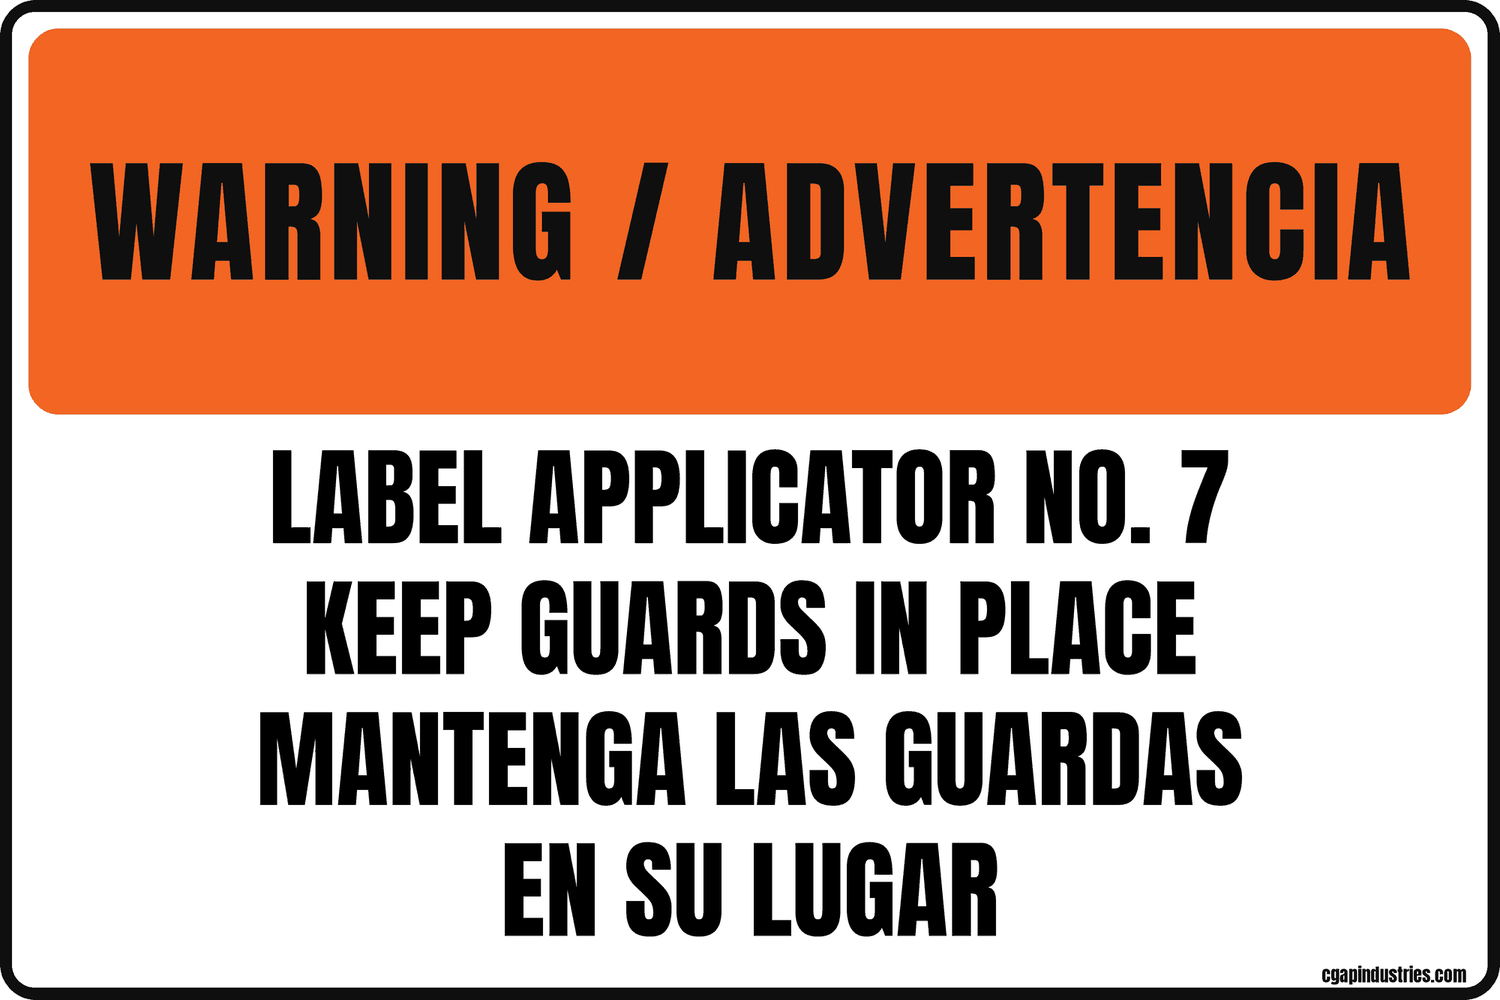 WARNING / ADVERTENCIA
LABEL APPLICATOR NO. 7
KEEP GUARDS IN PLACE
MANTENGA LAS GUARDAS
EN SU LUGAR
cgapindustries.com